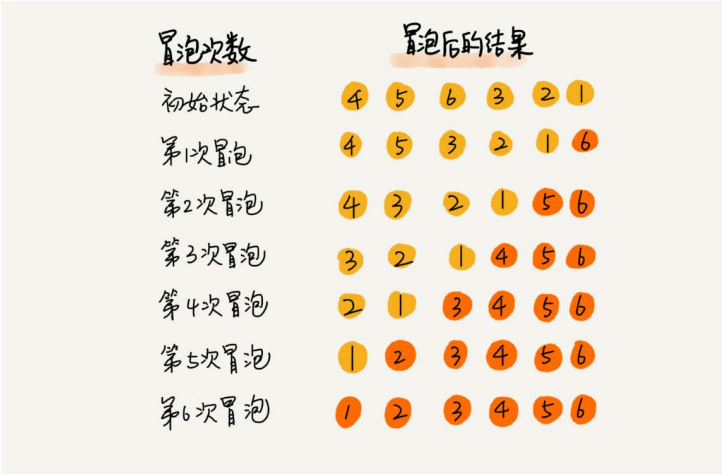 冒泡次数 冒泡后的结果
初始状态 4 5 6 3 2 1
第1次冒泡 4 5 3 2 1 6
第2次冒泡 4 3 2 1 5 6
第3次冒泡 3 2 1 4 5 6
第4次冒泡 2 1 3 4 5 6
第5次冒泡 1 2 3 4 5 6
第6次冒泡 1 2 3 4 5 6